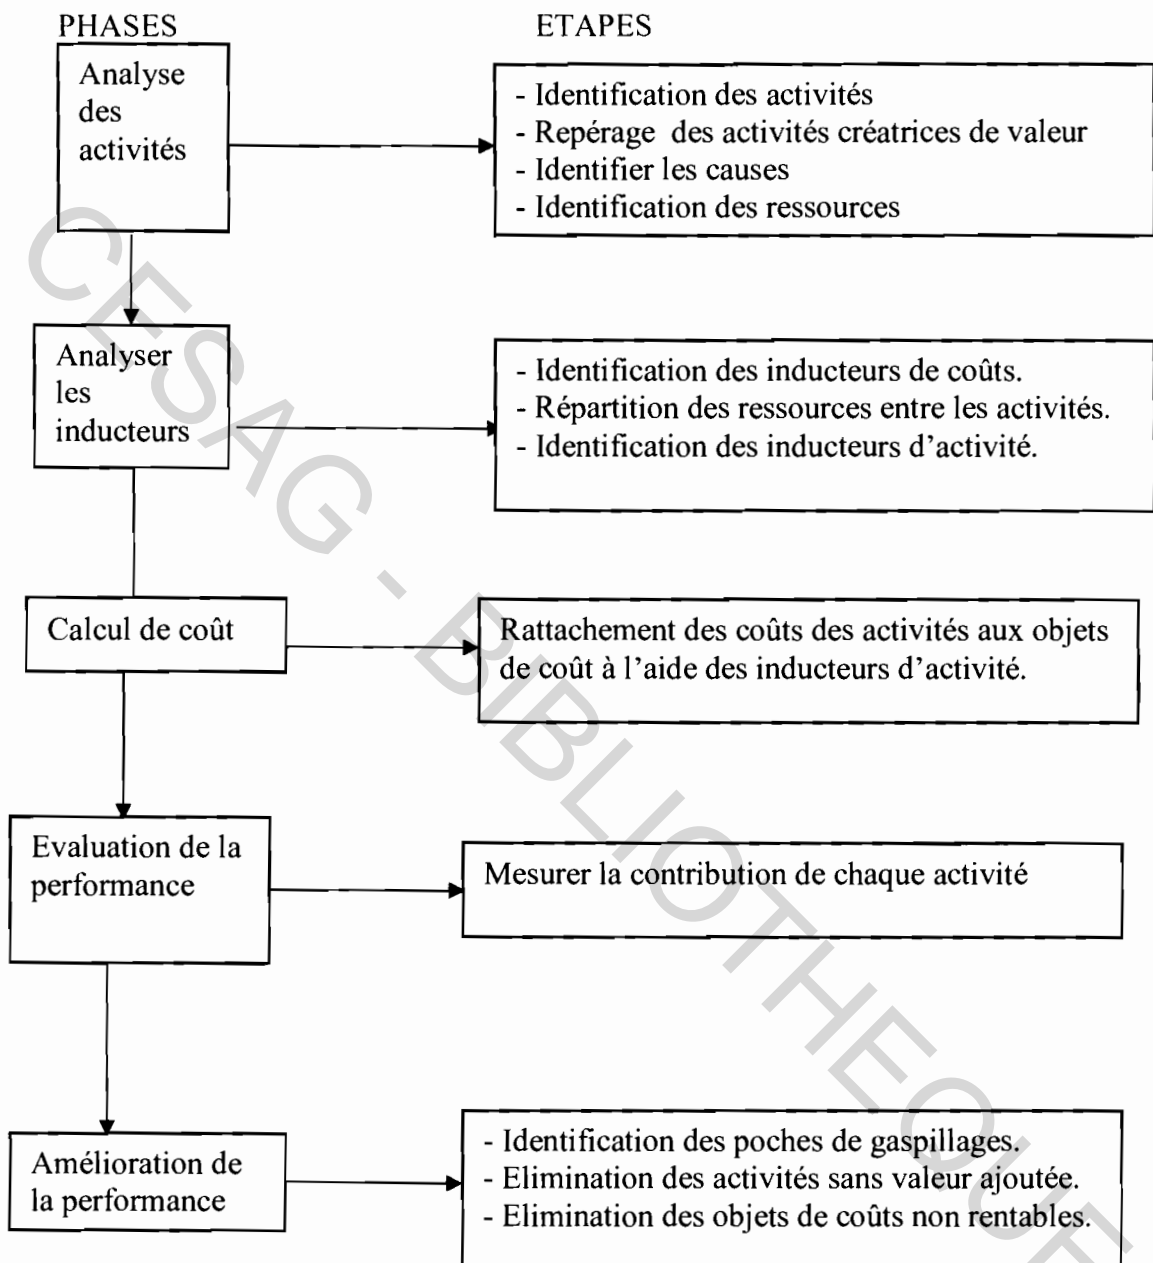 PHASES
ETAPES
Analyse
des
activités
- Identification des activités
- Repérage des activités créatrices de valeur
- Identifier les causes
- Identification des ressources
Analyser
les
inducteurs
- Identification des inducteurs de coûts.
- Répartition des ressources entre les activités.
- Identification des inducteurs d’activité.
Calcul de coût
Rattachement des coûts des activités aux objets
de coût à l’aide des inducteurs d’activité.
Evaluation de la
performance
Mesurer la contribution de chaque activité
Amélioration de
la performance
- Identification des poches de gaspillages.
- Elimination des activités sans valeur ajoutée.
- Elimination des objets de coûts non rentables.
CESAG - BIBLIOTHEQUE